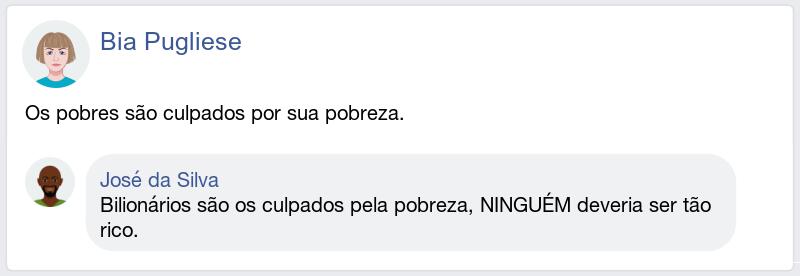 Bia Pugliese
Os pobres são culpados por sua pobreza.
José da Silva
Bilionários são os culpados pela pobreza, NINGUÉM deveria ser tão
rico.